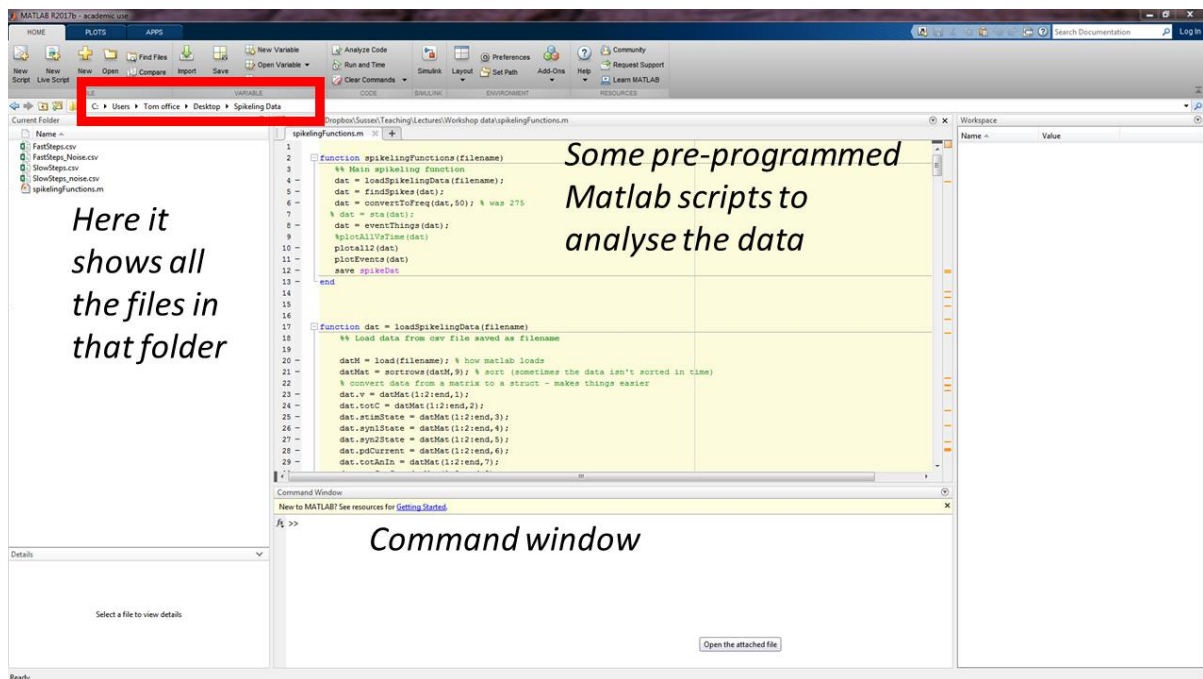 MATLAB R2017b - academic use
HOME PLOTS APPS
Search Documentation Log In
New Script
New Live Script
New
Open
Find Files
Compare
Import
Save
New Variable
Open Variable
Analyze Code
Run and Time
Clear Commands
Simulink
Layout
Preferences
Set Path
Add-Ons
Help
Community
Request Support
Learn MATLAB
FILE VARIABLE CODE SIMULINK ENVIRONMENT RESOURCES
C: Users Tom office Desktop Spikeling Data
Current Folder
Name
FastSteps.csv
FastSteps_Noise.csv
SlowSteps.csv
SlowSteps_noise.csv
spikelingFunctions.m
Here it
shows all
the files in
that folder
Details
Select a file to view details
Dropbox\Sussex\Teaching\Lectures\Workshop data\spikelingFunctions.m
spikelingFunctions.m
1
2 function spikelingFunctions(filename)
3 %% Main spikeling function
4 - dat = loadSpikelingData(filename);
5 - dat = findSpikes(dat);
6 - dat = convertToFreq(dat,50); % was 275
7 % dat = sta(dat);
8 - dat = eventThings(dat);
9 %plotAllVsTime(dat)
10 - plotall2(dat)
11 - plotEvents(dat)
12 - save spikeDat
13 - end
14
15
16
17 function dat = loadSpikelingData(filename)
18 %% Load data from csv file saved as filename
19
20 - datM = load(filename); % how matlab loads
21 - datMat = sortrows(datM,9); % sort (sometimes the data isn't sorted in time)
22 % convert data from a matrix to a struct - makes things easier
23 - dat.v = datMat(1:2:end,1);
24 - dat.totC = datMat(1:2:end,2);
25 - dat.stimState = datMat(1:2:end,3);
26 - dat.syn1State = datMat(1:2:end,4);
27 - dat.syn2State = datMat(1:2:end,5);
28 - dat.pdCurrent = datMat(1:2:end,6);
29 - dat.totAnIn = datMat(1:2:end,7);
Some pre-programmed
Matlab scripts to
analyse the data
Command Window
New to MATLAB? See resources for Getting Started.
fx >>
Command window
Open the attached file
Workspace
Name Value
Ready